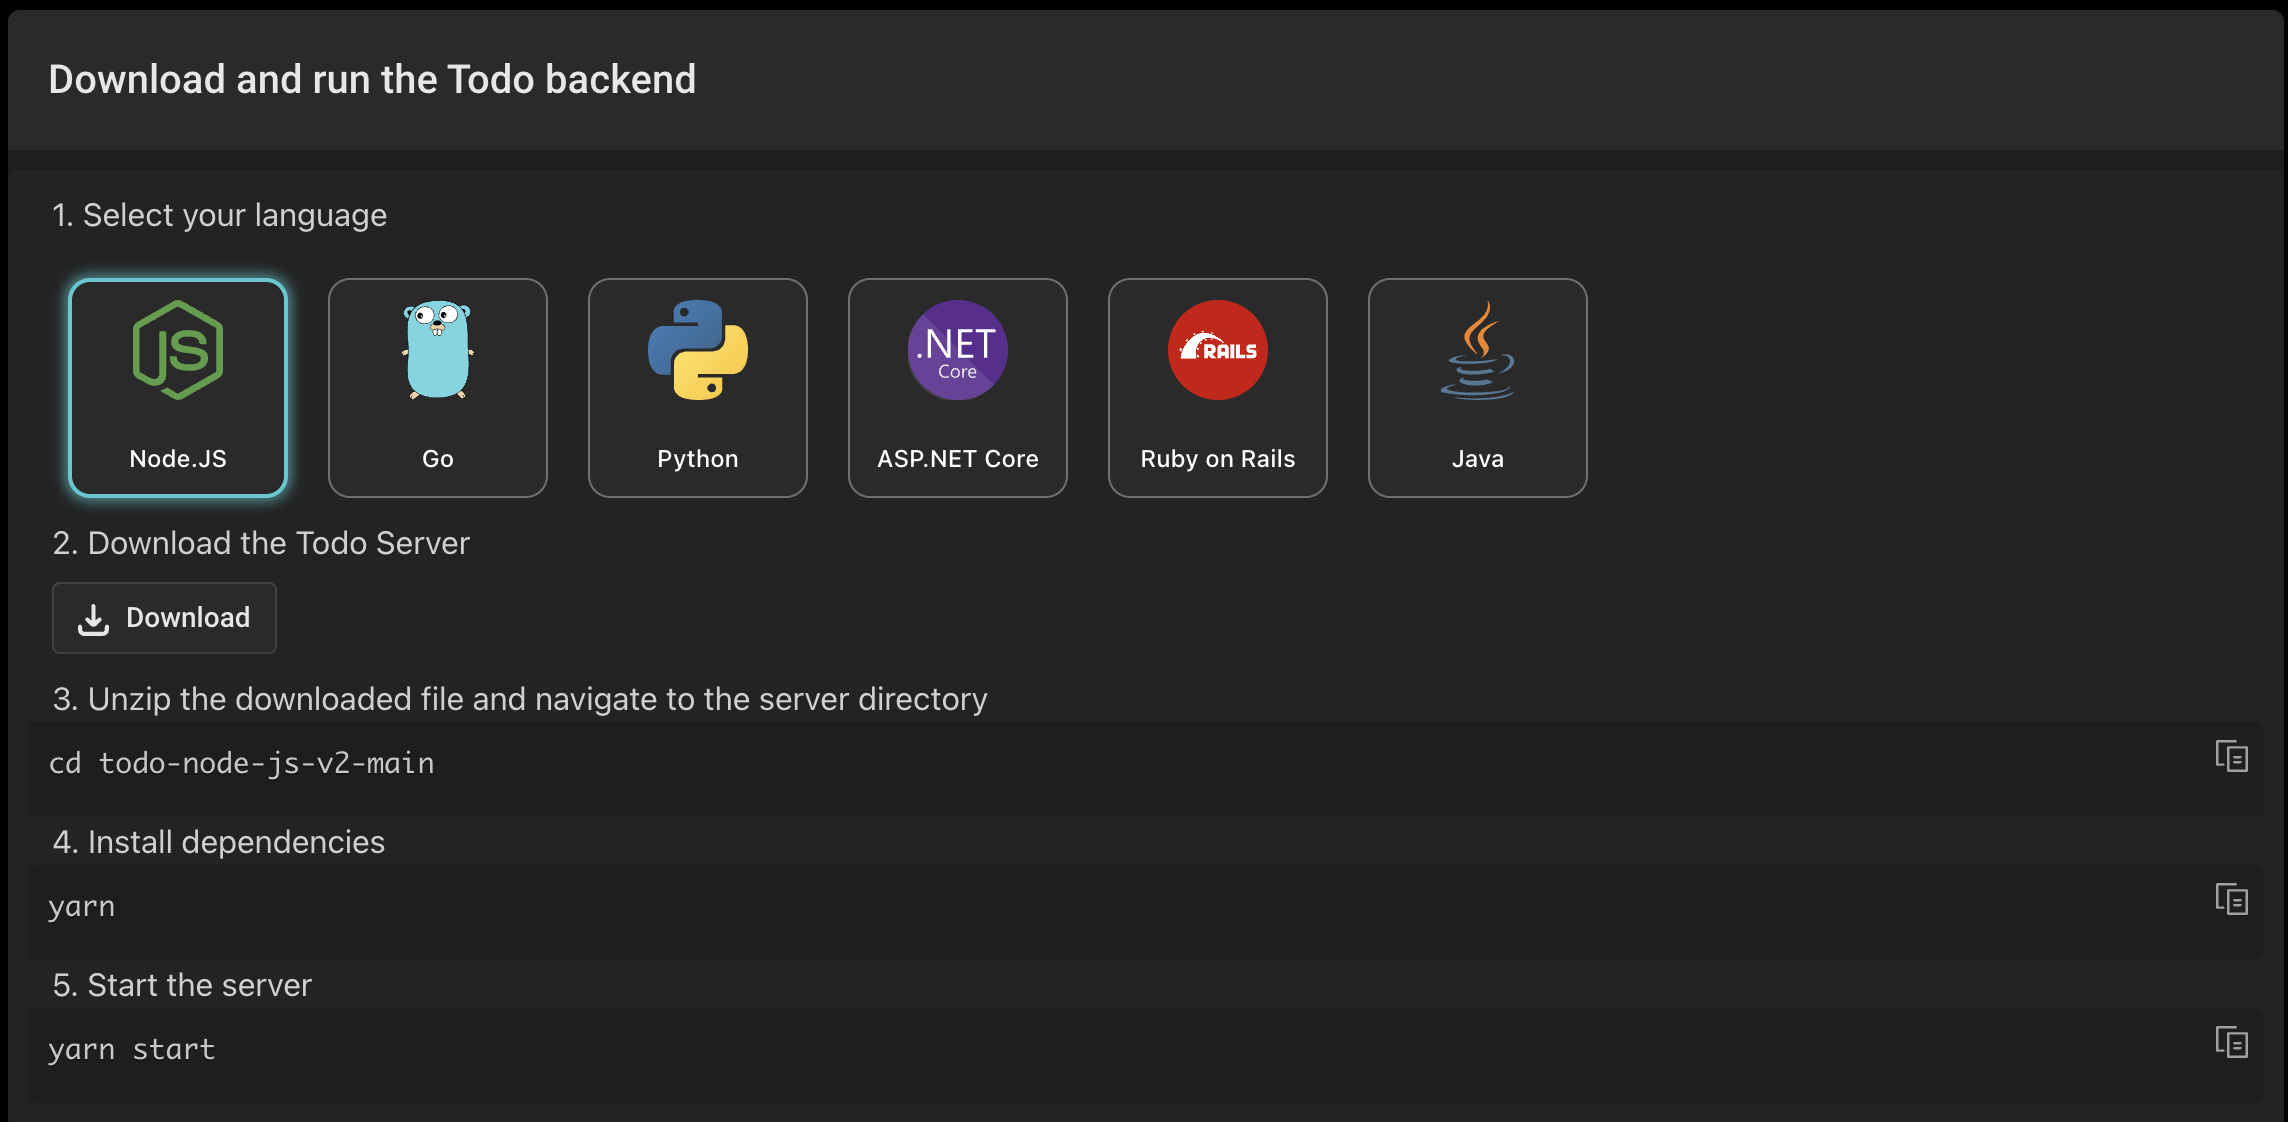 Download and run the Todo backend
1. Select your language
JS
.NET
Core
RAILS
Node.JS
Go
Python
ASP.NET Core
Ruby on Rails
Java
2. Download the Todo Server
Download
3. Unzip the downloaded file and navigate to the server directory
cd todo-node-js-v2-main
4. Install dependencies
yarn
5. Start the server
yarn start